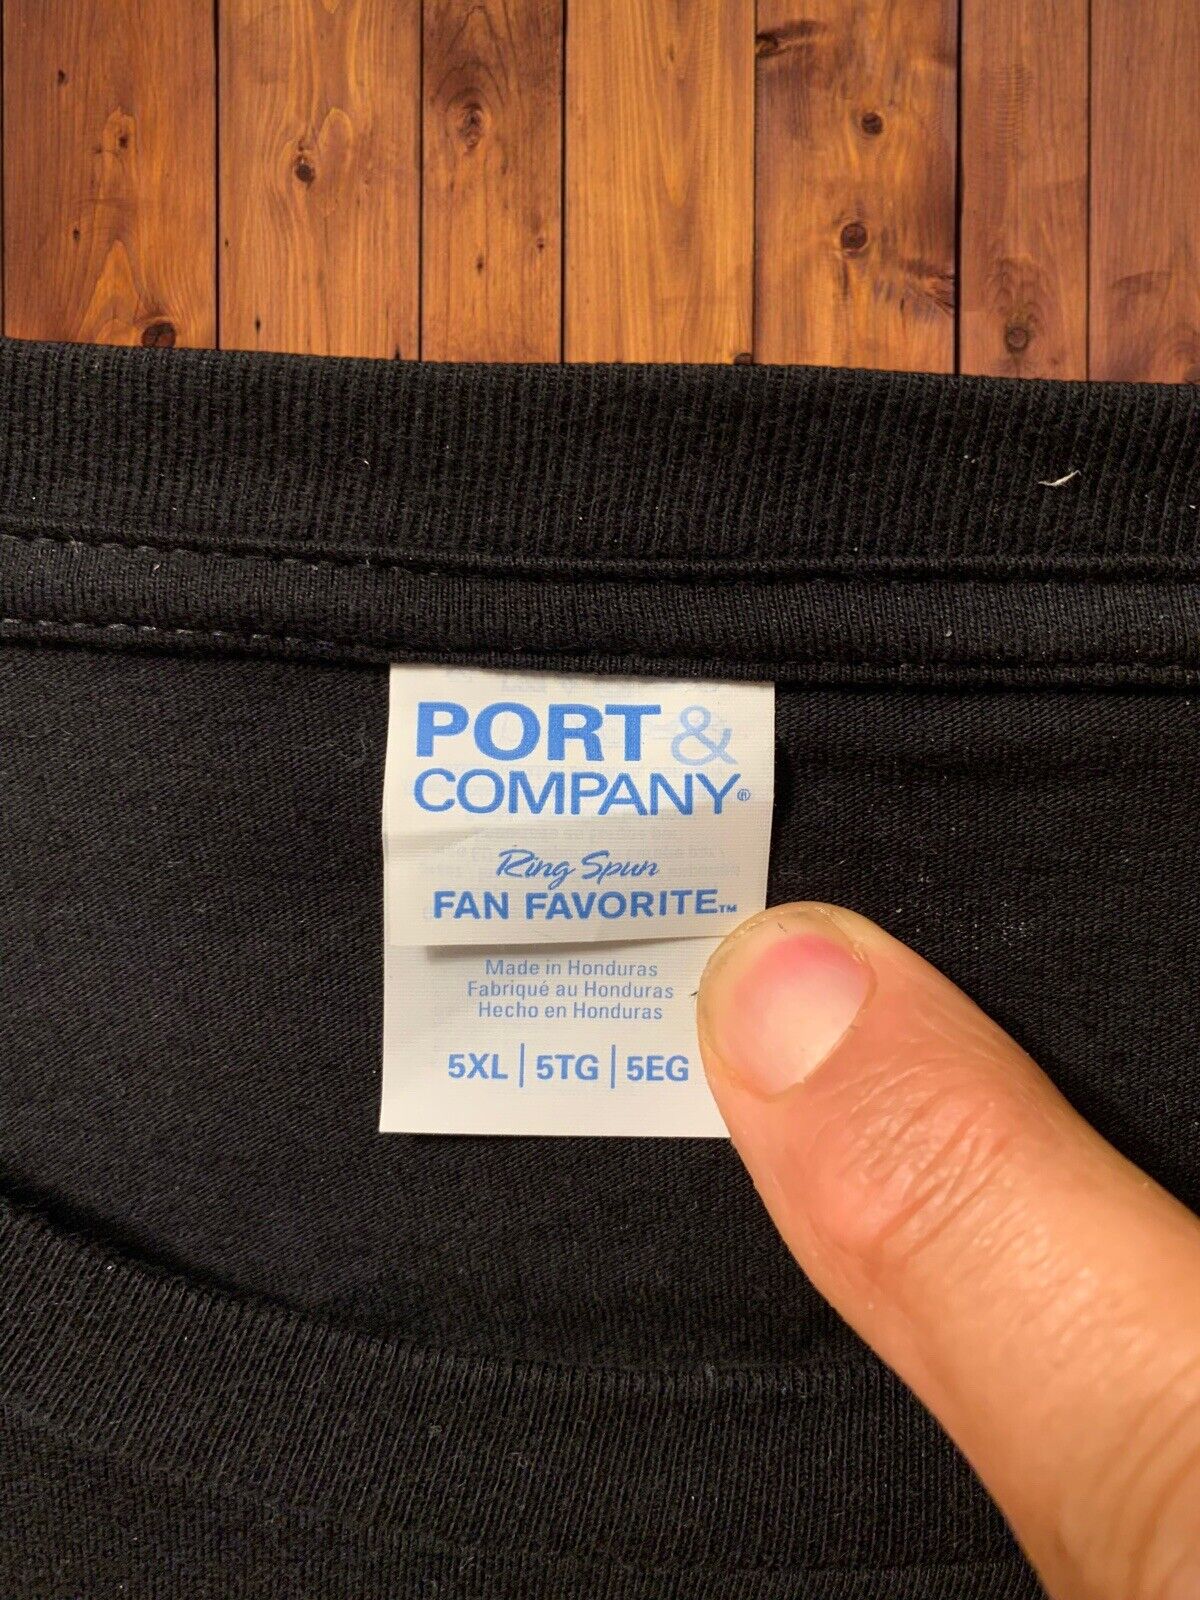 PORT &
COMPANY®
Ring Spun
FAN FAVORITE™
Made in Honduras
Fabriqué au Honduras
Hecho en Honduras
5XL | 5TG | 5EG